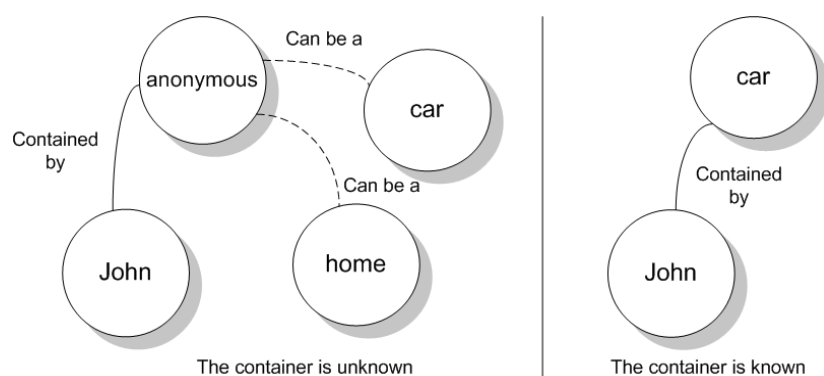 Can be a
anonymous
car
Contained
by
Can be a
John
home
The container is unknown
car
Contained
by
John
The container is known